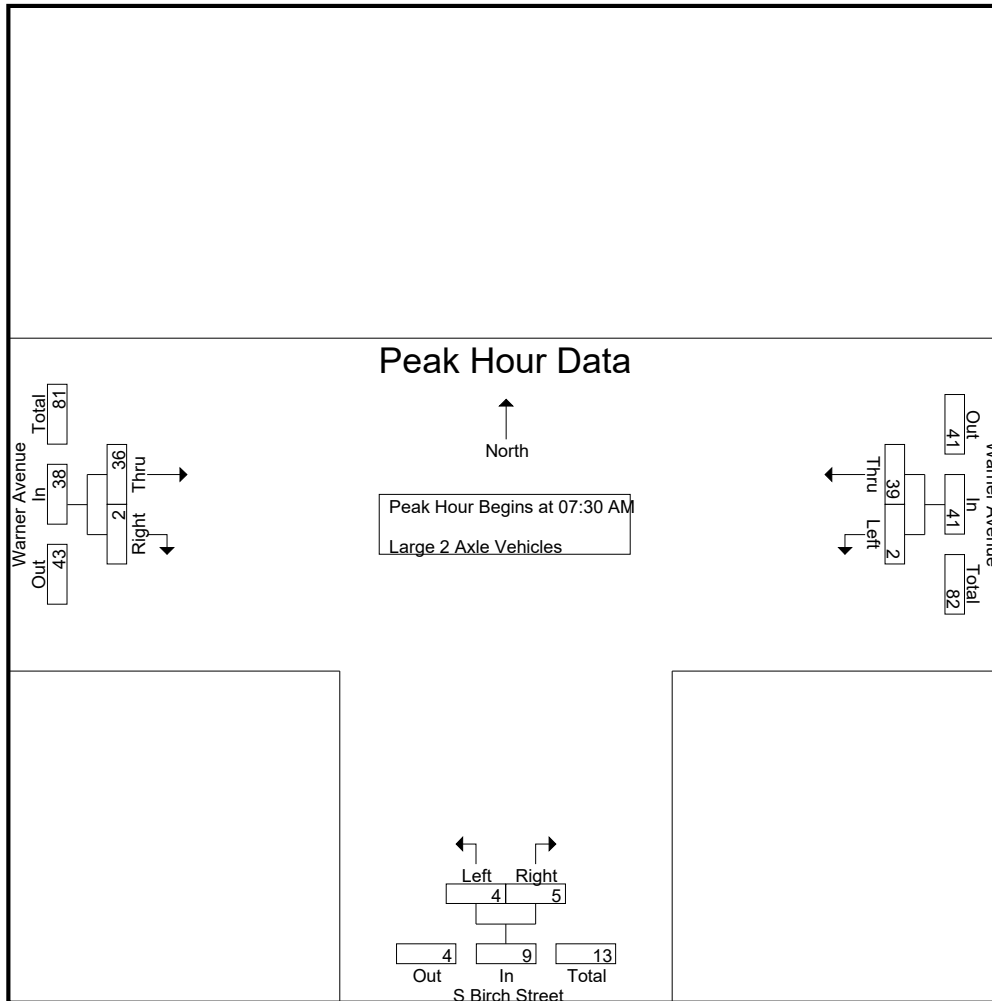 Peak Hour Data
North
Peak Hour Begins at 07:30 AM
Large 2 Axle Vehicles
Warner Avenue
Out
In
Total
43
38
81
Right
Thru
2
36
Warner Avenue
Out
In
Total
41
41
82
Thru
Left
39
2
Left Right
4 5
4 9 13
Out In Total
S Birch Street